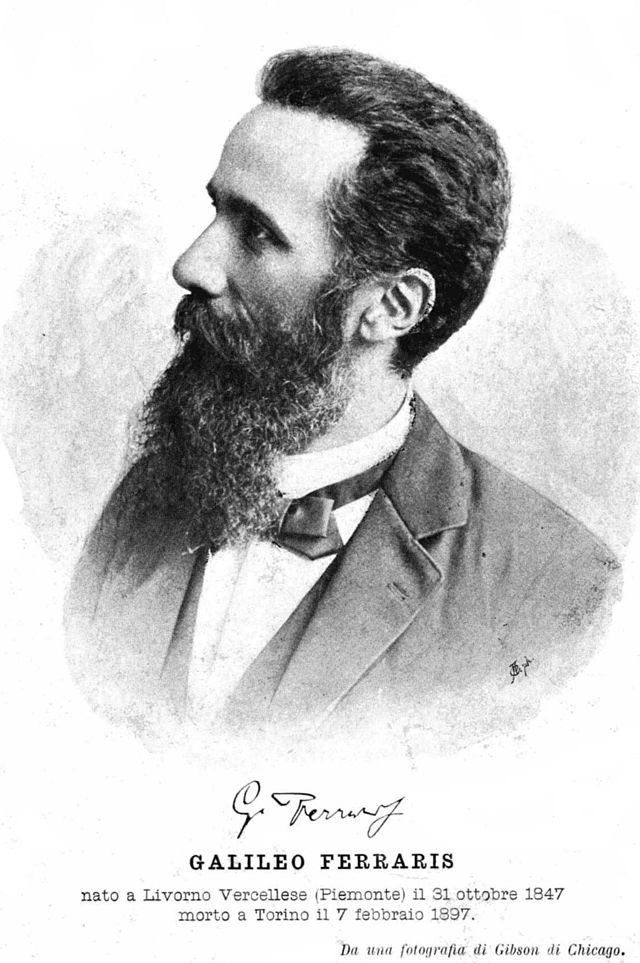 G. Ferraris
GALILEO FERRARIS
nato a Livorno Vercellese (Piemonte) il 31 ottobre 1847
morto a Torino il 7 febbraio 1897.
Da una fotografia di Gibson di Chicago.